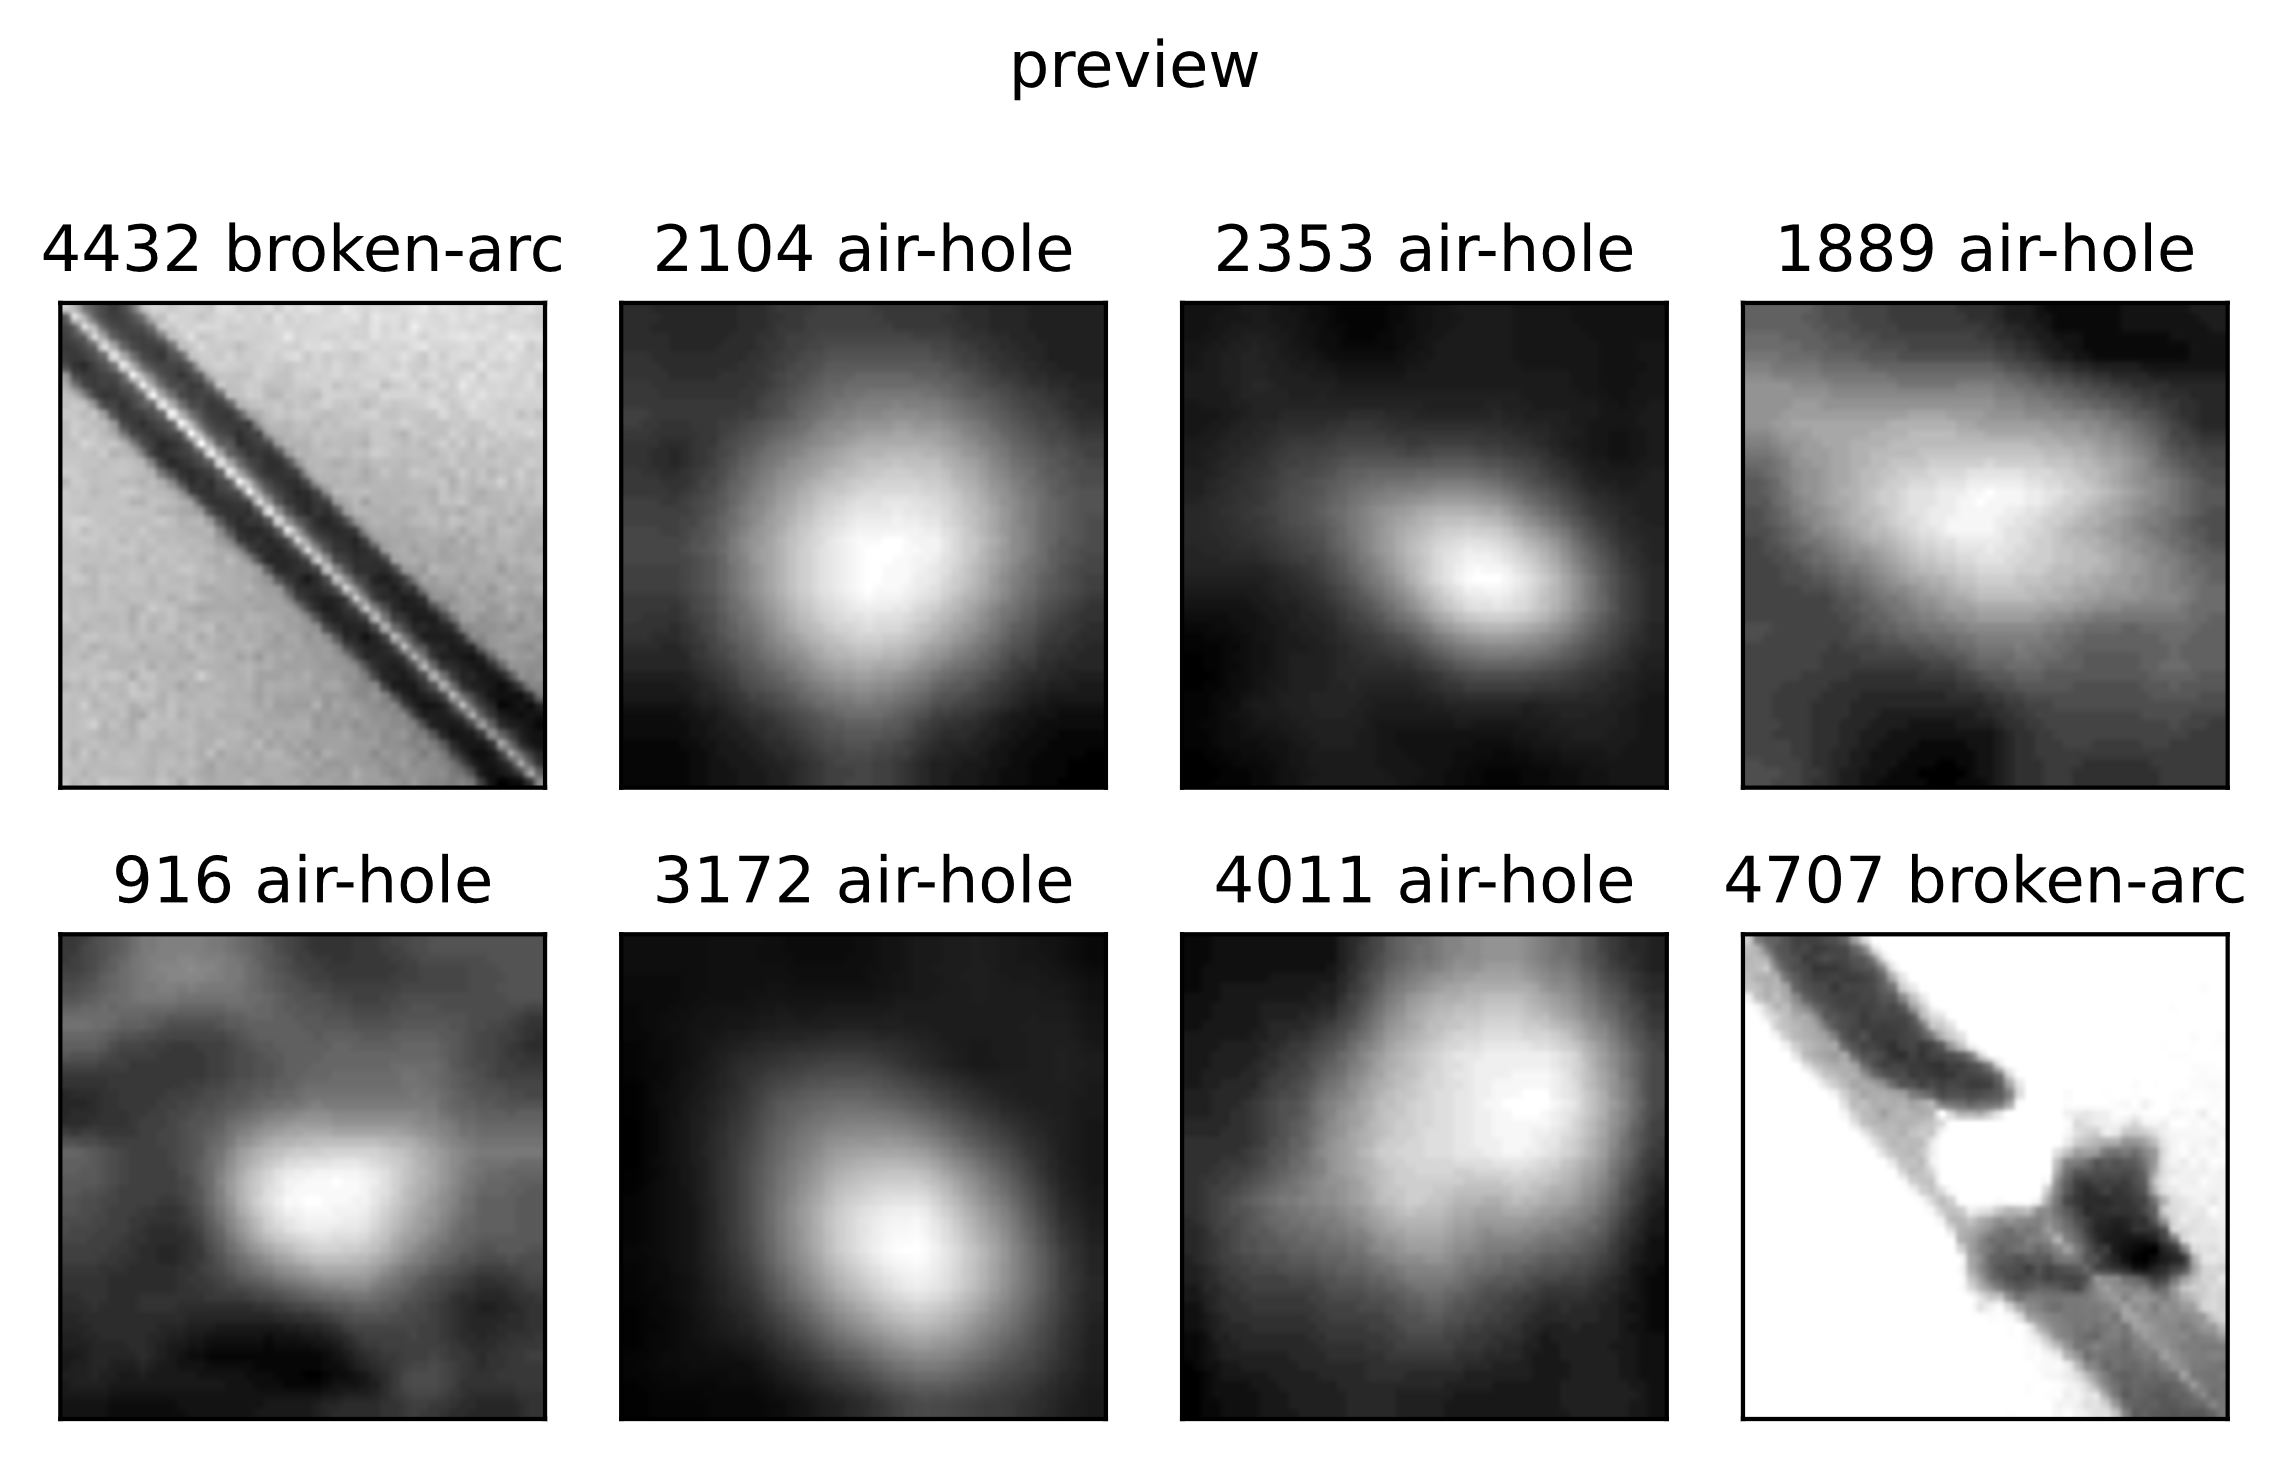 preview
4432 broken-arc 2104 air-hole 2353 air-hole 1889 air-hole
916 air-hole 3172 air-hole 4011 air-hole 4707 broken-arc